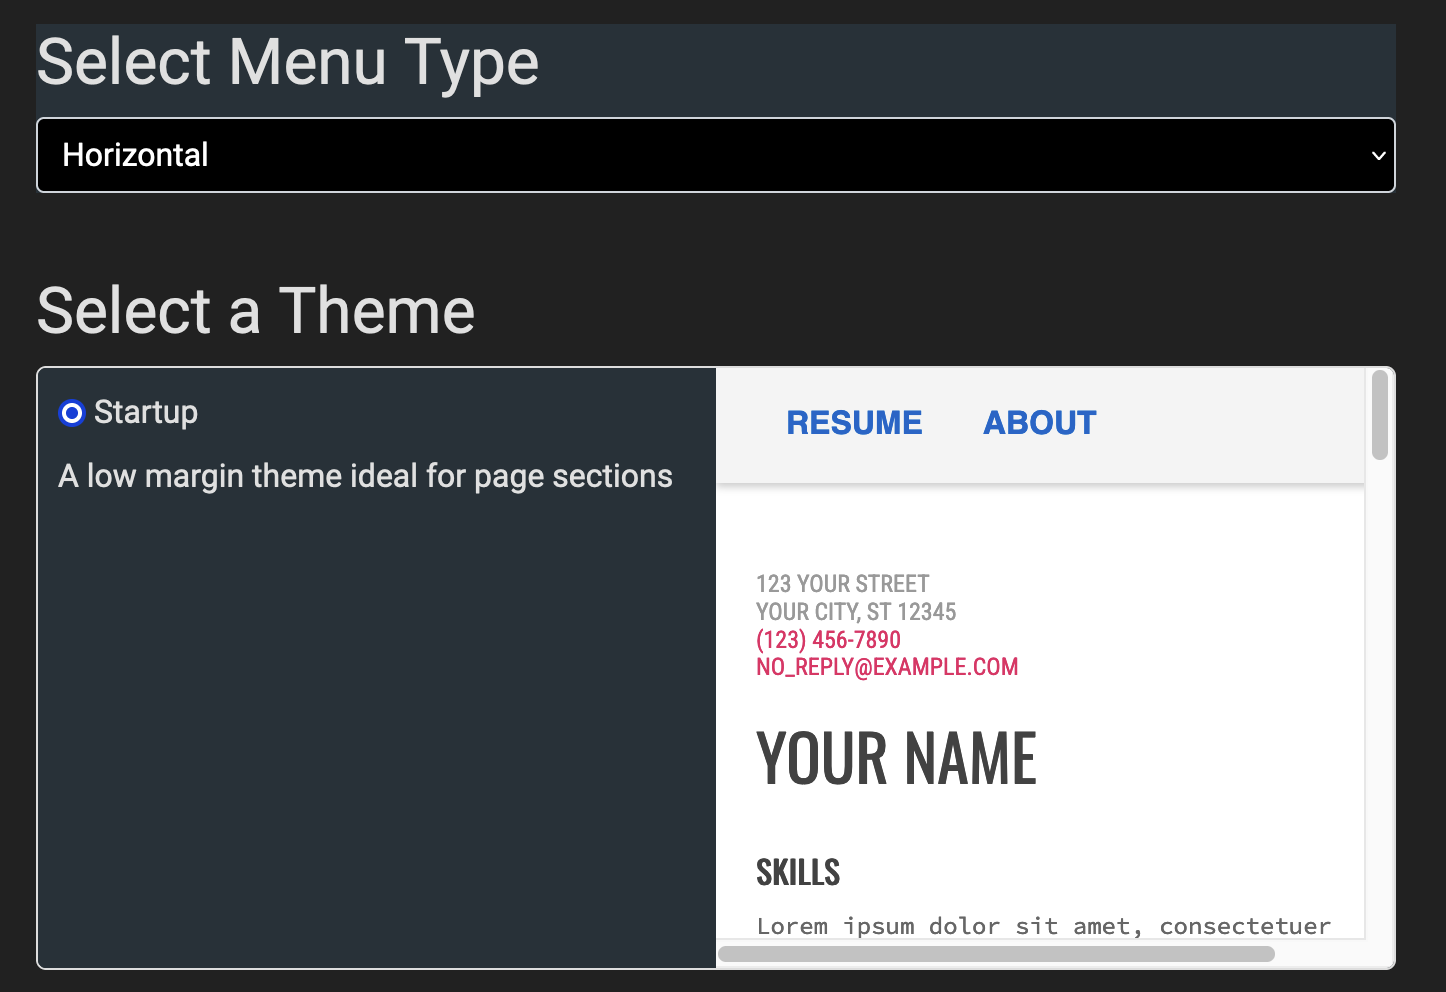 Select Menu Type
Horizontal
Select a Theme
Startup
A low margin theme ideal for page sections
RESUME ABOUT
123 YOUR STREET
YOUR CITY, ST 12345
(123) 456-7890
NO_REPLY@EXAMPLE.COM
YOUR NAME
SKILLS
Lorem ipsum dolor sit amet, consectetuer